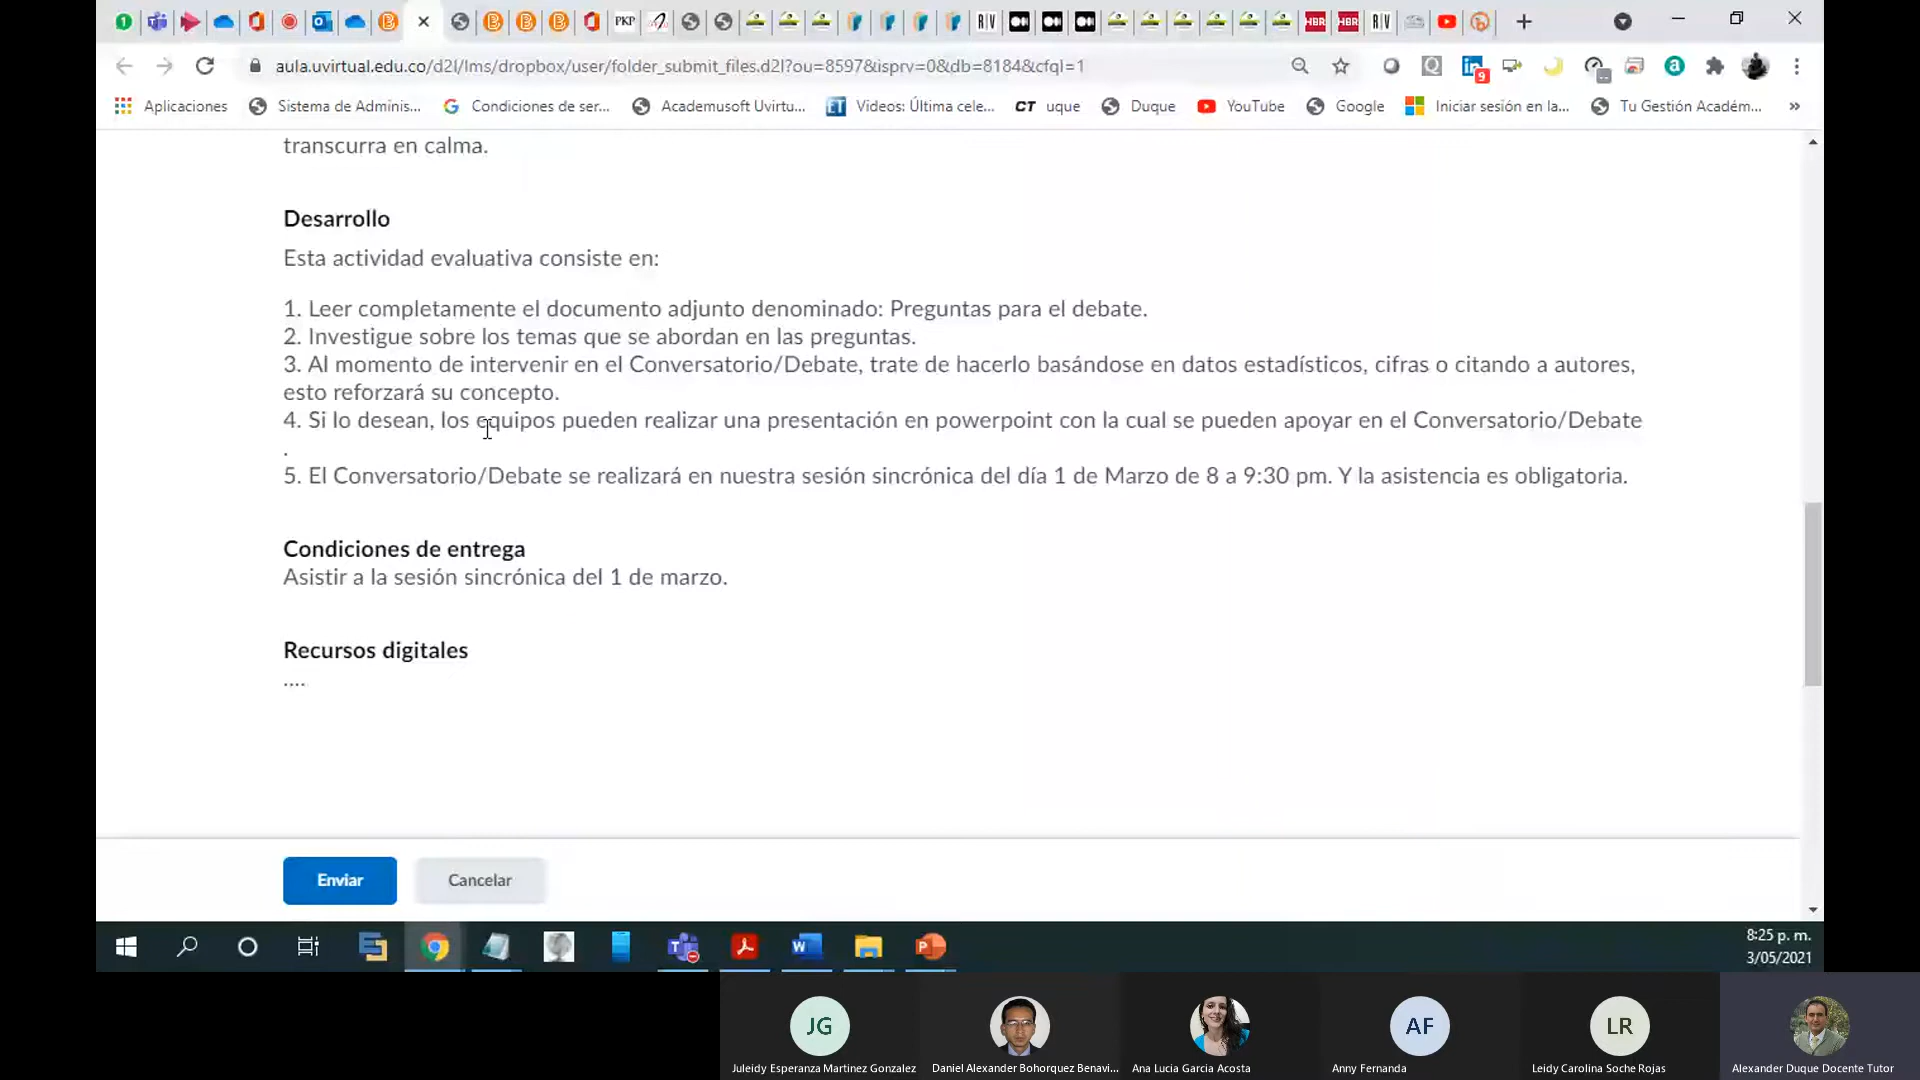 PKP
R|V
HBR
HBR
R|V
aula.uvirtual.edu.co/d2l/lms/dropbox/user/folder_submit_files.d2l?ou=8597&isprv=0&db=8184&cfql=1
9
Aplicaciones
Sistema de Adminis...
Condiciones de ser...
Academusoft Uvirtu...
ET Videos: Última cele...
CT uque
Duque
YouTube
Google
Iniciar sesión en la...
Tu Gestión Académ...
»
transcurra en calma.
Desarrollo
Esta actividad evaluativa consiste en:
1. Leer completamente el documento adjunto denominado: Preguntas para el debate.
2. Investigue sobre los temas que se abordan en las preguntas.
3. Al momento de intervenir en el Conversatorio/Debate, trate de hacerlo basándose en datos estadísticos, cifras o citando a autores,
esto reforzará su concepto.
4. Si lo desean, los equipos pueden realizar una presentación en powerpoint con la cual se pueden apoyar en el Conversatorio/Debate
.
5. El Conversatorio/Debate se realizará en nuestra sesión sincrónica del día 1 de Marzo de 8 a 9:30 pm. Y la asistencia es obligatoria.
Condiciones de entrega
Asistir a la sesión sincrónica del 1 de marzo.
Recursos digitales
....
Enviar
Cancelar
8:25 p. m.
3/05/2021
JG
AF
LR
Juleidy Esperanza Martinez Gonzalez
Daniel Alexander Bohorquez Benavi...
Ana Lucia Garcia Acosta
Anny Fernanda
Leidy Carolina Soche Rojas
Alexander Duque Docente Tutor